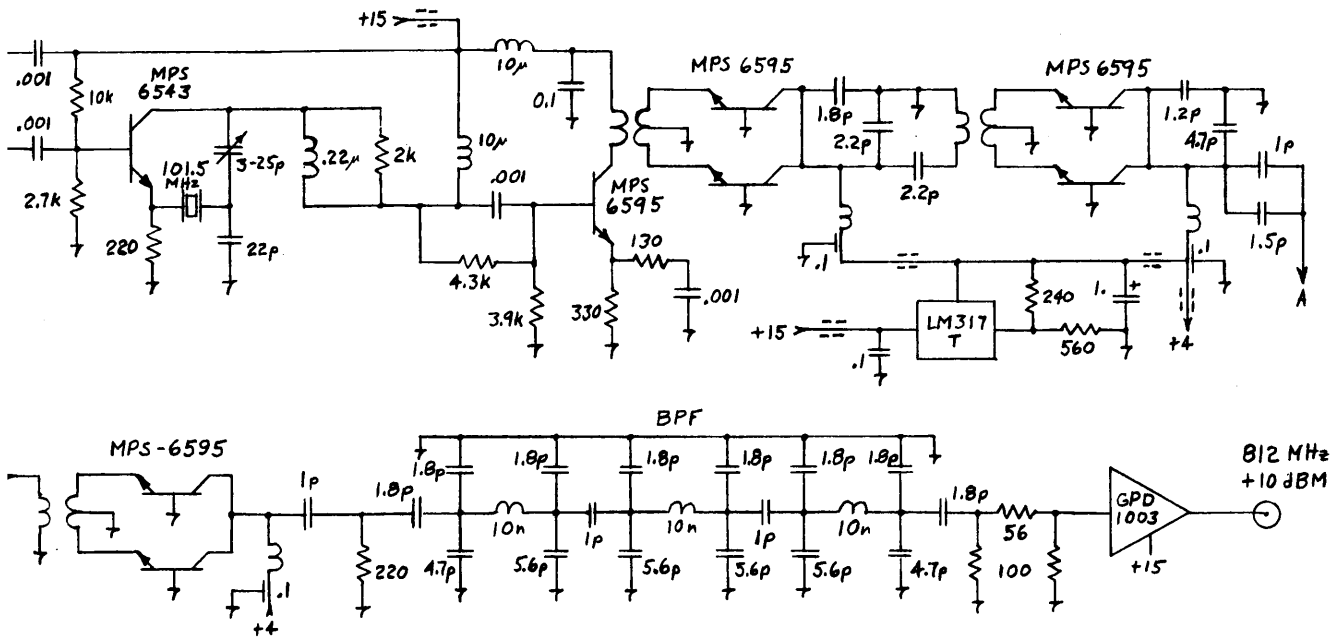 +15
.001
10k
MPS
6543
10µ
0.1
MPS 6595
1.8p
2.2p
MPS 6595
1.2p
4.7p
1p
.001
101.5
MHz
3-25p
.22µ
2k
10µ
.001
MPS
6595
2.2p
1.5p
2.7k
220
22p
4.3k
3.9k
330
130
.001
.1
240
1.
+
.1
A
+15
.1
LM317
T
560
+4
MPS-6595
1p
1.8p
BPF
1.8p
1.8p
1.8p
1.8p
1.8p
1.8p
10n
1p
10n
1p
10n
1.8p
56
GPD
1003
812 MHz
+10 dBM
220
4.7p
5.6p
5.6p
5.6p
5.6p
4.7p
100
+15
.1
+4